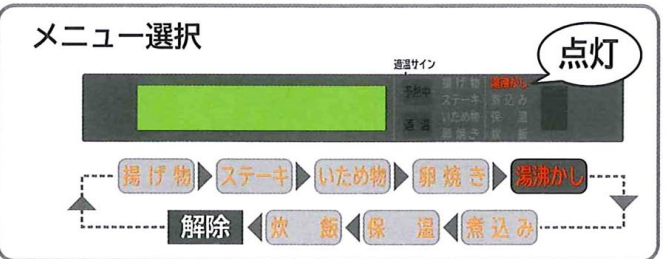 メニュー選択
点灯
適温サイン
予熱中 揚げ物 湯沸かし
ステーキ 煮込み
適温 いため物 保温
卵焼き 炊飯
揚げ物 ステーキ いため物 卵焼き 湯沸かし
解除 炊飯 保温 煮込み